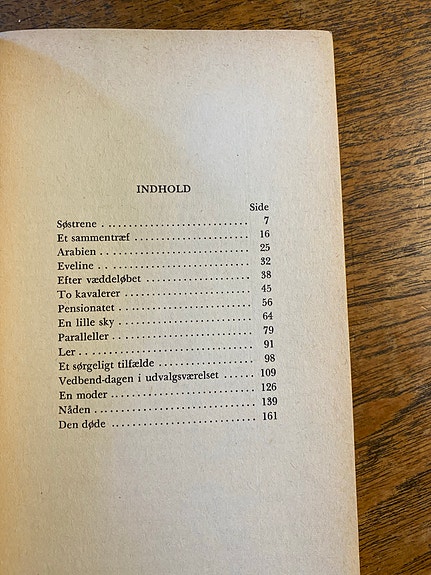 INDHOLD
Side
Søstrene . . . . . . . . . . . . . . . . . . . . . . . . . . 7
Et sammentræf . . . . . . . . . . . . . . . . . . . . . 16
Arabien . . . . . . . . . . . . . . . . . . . . . . . . . . . 25
Eveline . . . . . . . . . . . . . . . . . . . . . . . . . . . 32
Efter væddeløbet . . . . . . . . . . . . . . . . . . . 38
To kavalerer . . . . . . . . . . . . . . . . . . . . . . . 45
Pensionatet . . . . . . . . . . . . . . . . . . . . . . . . 56
En lille sky . . . . . . . . . . . . . . . . . . . . . . . . 64
Paralleller . . . . . . . . . . . . . . . . . . . . . . . . . 79
Ler . . . . . . . . . . . . . . . . . . . . . . . . . . . . . . . 91
Et sørgeligt tilfælde . . . . . . . . . . . . . . . . . 98
Vedbend-dagen i udvalgsværelset . . . . . 109
En moder . . . . . . . . . . . . . . . . . . . . . . . . . 126
Nåden . . . . . . . . . . . . . . . . . . . . . . . . . . . . 139
Den døde . . . . . . . . . . . . . . . . . . . . . . . . . 161